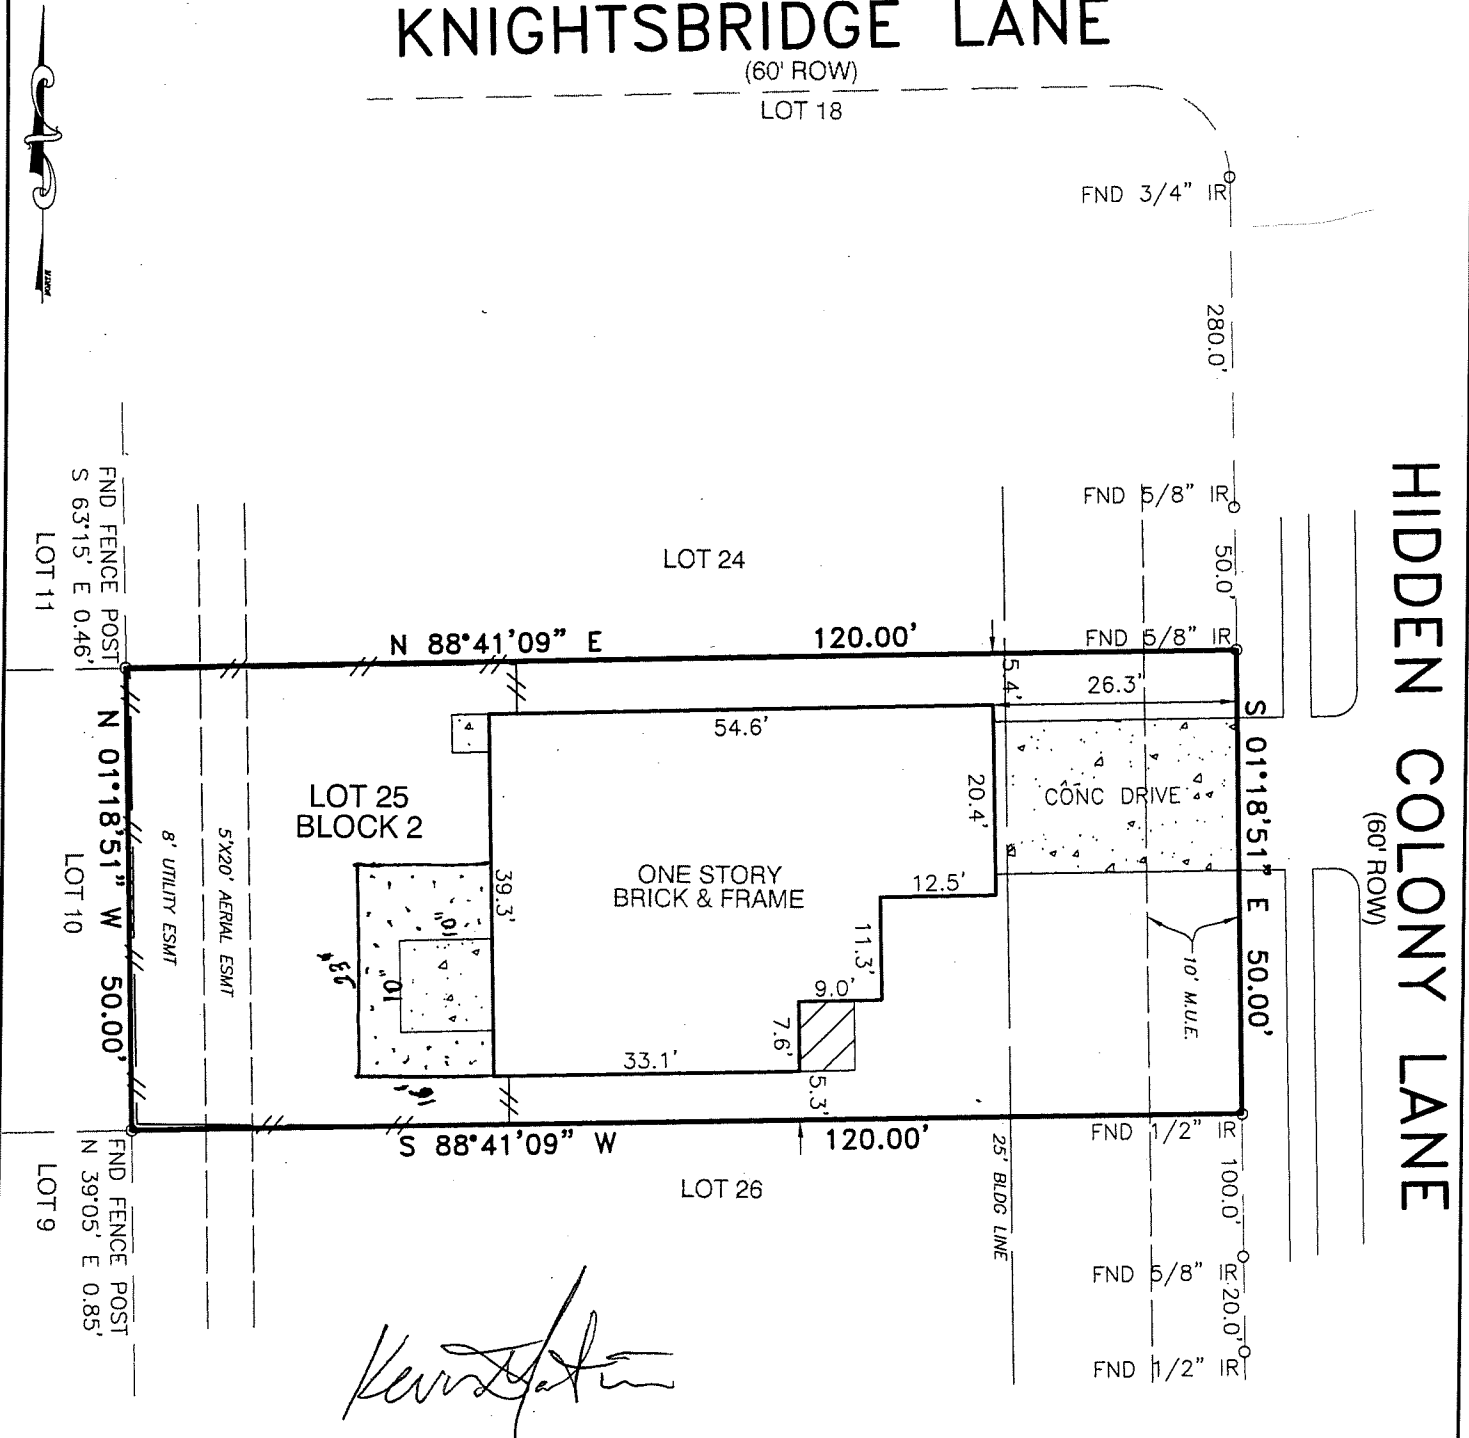 KNIGHTSBRIDGE LANE
(60' ROW)
LOT 18
FND 3/4" IR
280.0'
HIDDEN COLONY LANE
(60' ROW)
FND 5/8" IR
50.0'
FND FENCE POST
S 63°15' E 0.46'
LOT 11
LOT 24
N 88°41'09" E 120.00'
FND 5/8" IR
5.4'
26.3'
S 01°18'51" E 50.00'
54.6'
20.4'
CONC DRIVE
LOT 25
BLOCK 2
N 01°18'51" W 50.00'
LOT 10
8' UTILITY ESMT
5'X20' AERIAL ESMT
39.3'
ONE STORY
BRICK & FRAME
12.5'
11.3'
9.0'
7.6'
10' M.U.E.
10"
10"
33.1'
5.3'
S 88°41'09" W 120.00'
FND 1/2" IR
100.0'
25' BLDG LINE
LOT 26
FND FENCE POST
N 39°05' E 0.85'
LOT 9
FND 5/8" IR
20.0'
FND 1/2" IR